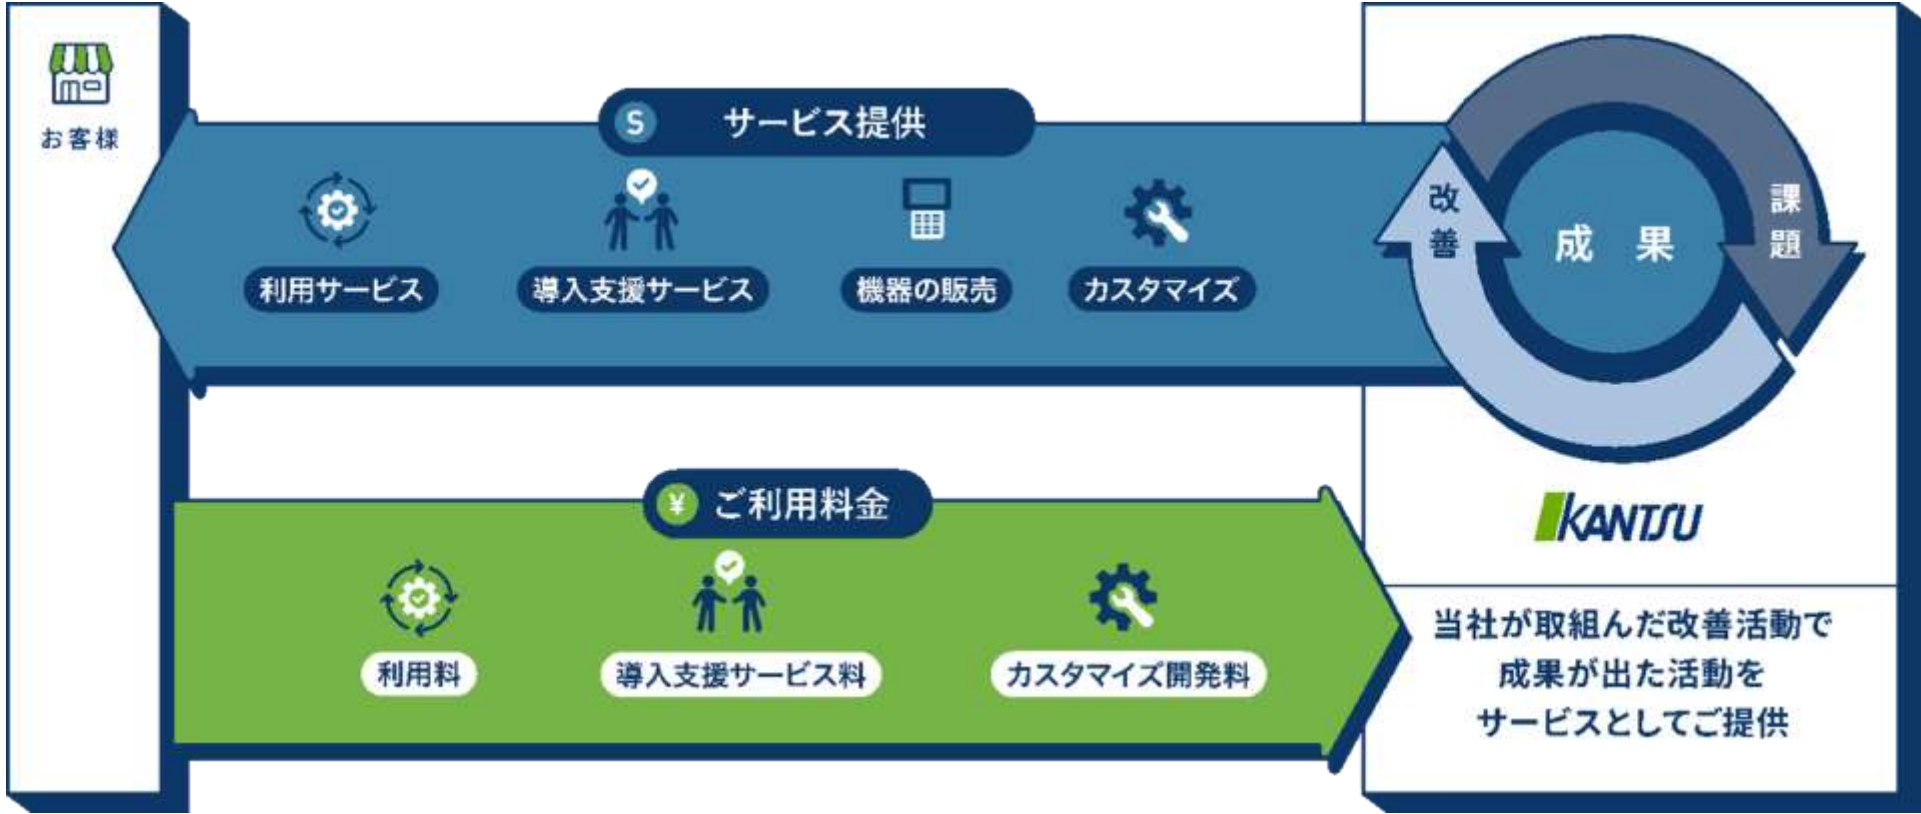 お客様
S サービス提供
利用サービス
導入支援サービス
機器の販売
カスタマイズ
改善
成果
課題
¥ ご利用料金
利用料
導入支援サービス料
カスタマイズ開発料
KANTSU
当社が取組んだ改善活動で
成果が出た活動を
サービスとしてご提供